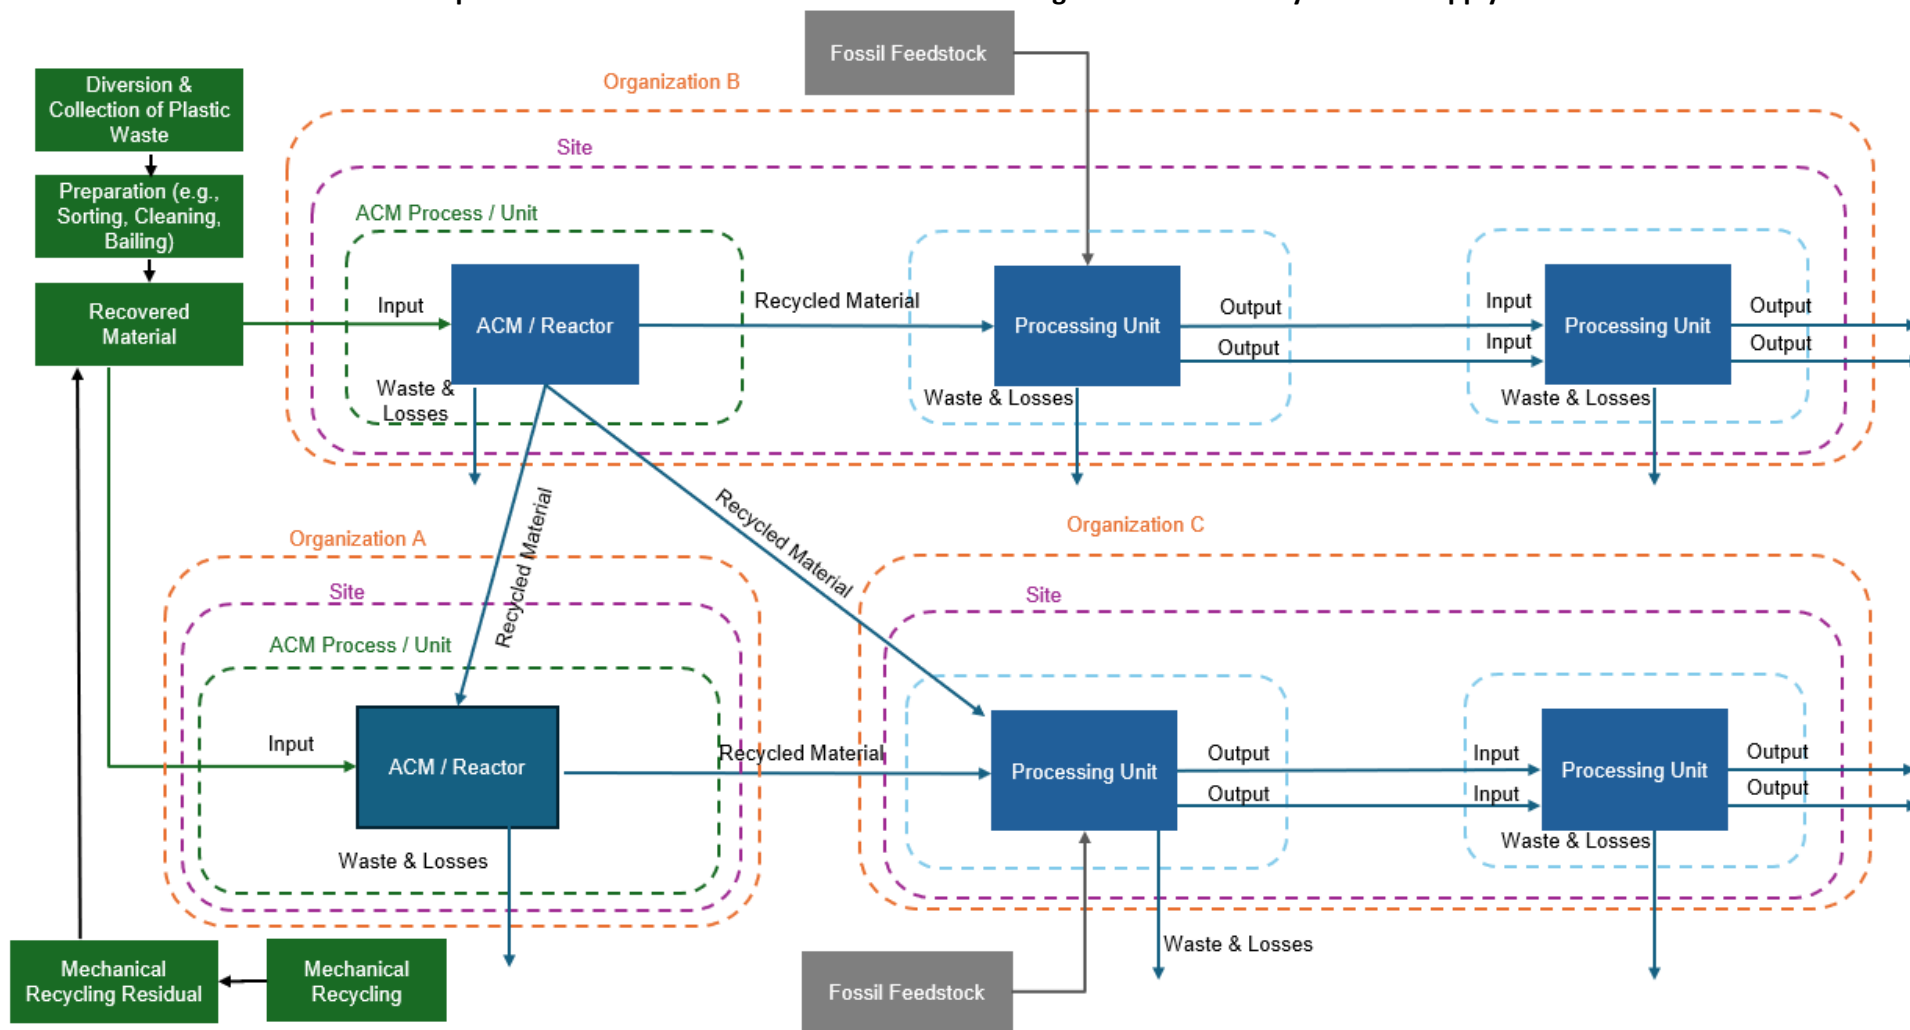 Fossil Feedstock
Organization B
Diversion &
Collection of Plastic
Waste
Site
Preparation (e.g.,
Sorting, Cleaning,
Bailing)
ACM Process / Unit
Recovered
Material
Input
ACM / Reactor
Recycled Material
Processing Unit
Output
Output
Input
Input
Processing Unit
Output
Output
Waste &
Losses
Waste & Losses
Waste & Losses
Recycled Material
Recycled Material
Organization A
Organization C
Site
Site
ACM Process / Unit
Input
ACM / Reactor
Recycled Material
Processing Unit
Output
Output
Input
Input
Processing Unit
Output
Output
Waste & Losses
Waste & Losses
Waste & Losses
Mechanical
Recycling Residual
Mechanical
Recycling
Fossil Feedstock